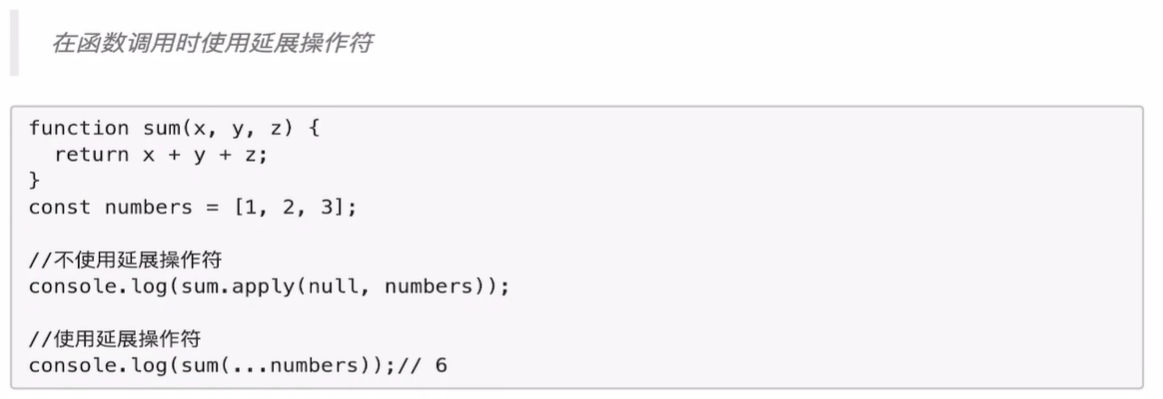 在函数调用时使用延展操作符
function sum(x, y, z) {
  return x + y + z;
}
const numbers = [1, 2, 3];
//不使用延展操作符
console.log(sum.apply(null, numbers));
//使用延展操作符
console.log(sum(...numbers));// 6